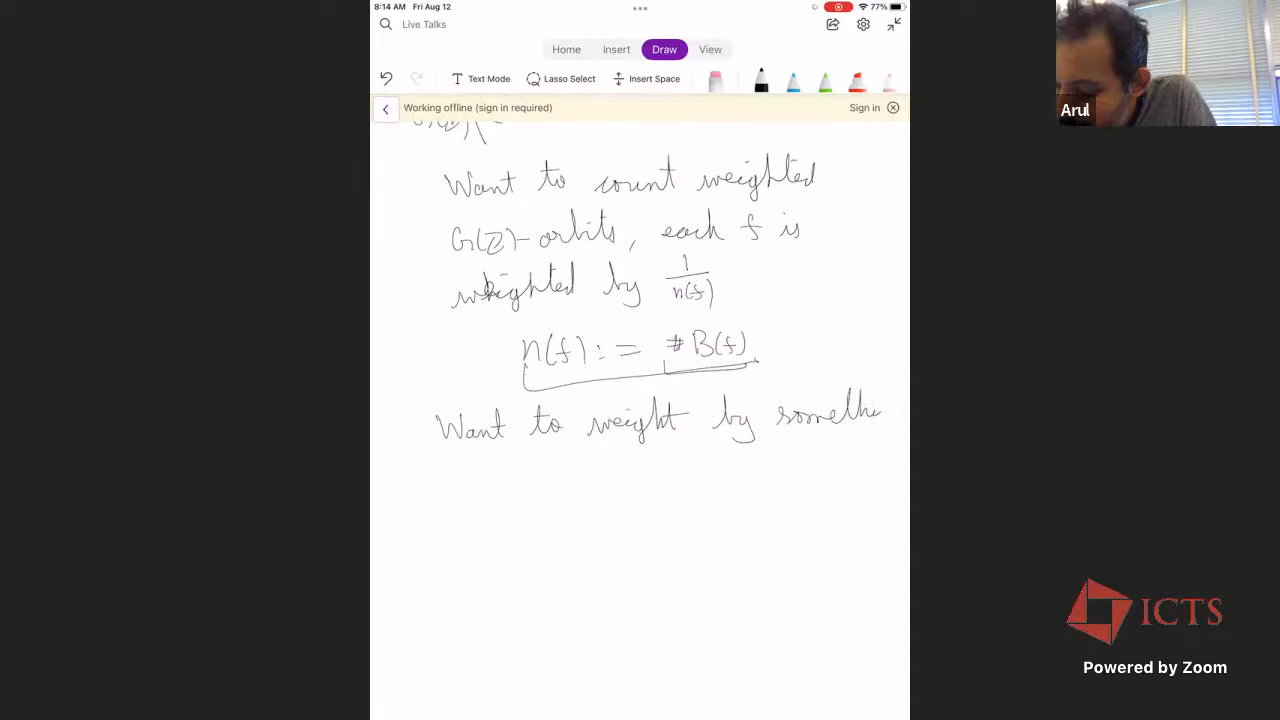 8:14 AM Fri Aug 12
77%
Live Talks
Home Insert Draw View
Text Mode Lasso Select Insert Space
Working offline (sign in required) Sign in
Want to count weighted
G(Z)-orbits, each f is
weighted by 1/n(f)
n(f) := #B(f)
Want to weight by somethi
Arul
ICTS
Powered by Zoom